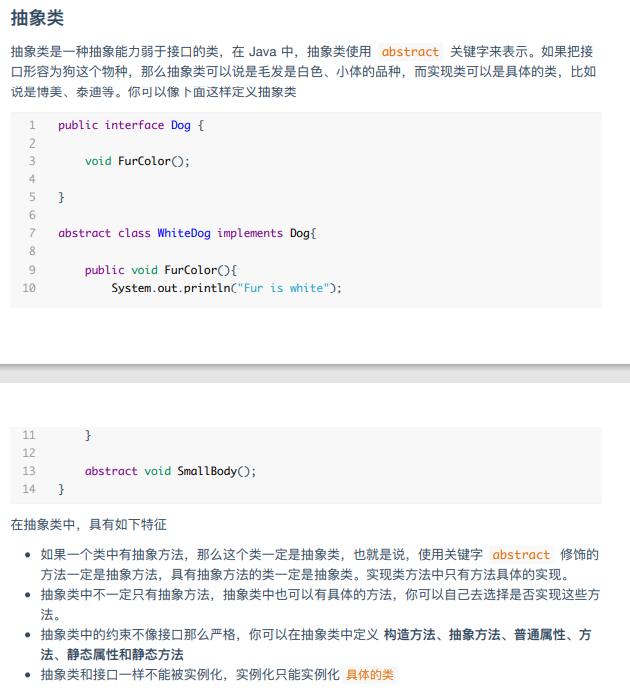 抽象类
抽象类是一种抽象能力弱于接口的类，在 Java 中，抽象类使用 abstract 关键字来表示。如果把接
口形容为狗这个物种，那么抽象类可以说是毛发是白色、小体的品种，而实现类可以是具体的类，比如
说是博美、泰迪等。你可以像下面这样定义抽象类
1 public interface Dog {
2
3 void FurColor();
4
5 }
6
7 abstract class WhiteDog implements Dog{
8
9 public void FurColor(){
10 System.out.println("Fur is white");
11 }
12
13 abstract void SmallBody();
14 }
在抽象类中，具有如下特征
• 如果一个类中有抽象方法，那么这个类一定是抽象类，也就是说，使用关键字 abstract 修饰的
方法一定是抽象方法，具有抽象方法的类一定是抽象类。实现类方法中只有方法具体的实现。
• 抽象类中不一定只有抽象方法，抽象类中也可以有具体的方法，你可以自己去选择是否实现这些方
法。
• 抽象类中的约束不像接口那么严格，你可以在抽象类中定义 构造方法、抽象方法、普通属性、方
法、静态属性和静态方法
• 抽象类和接口一样不能被实例化，实例化只能实例化 具体的类